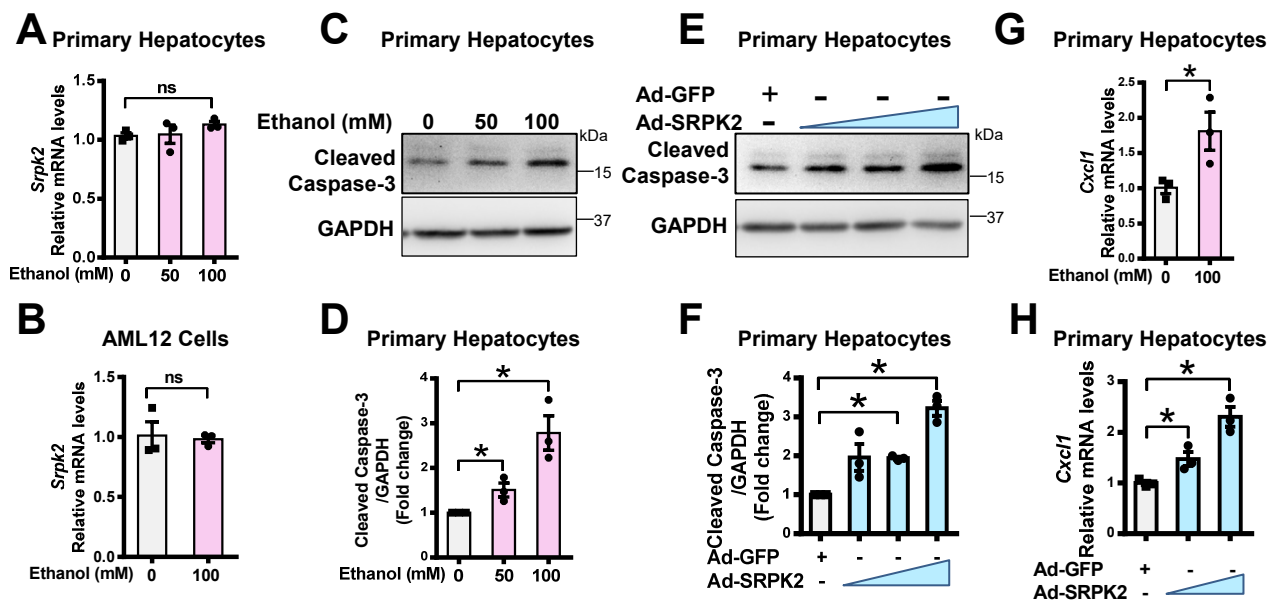 A Primary Hepatocytes
Srpk2
Relative mRNA levels
1.5
1.0
0.5
0.0
ns
Ethanol (mM) 0 50 100
B
AML12 Cells
Srpk2
Relative mRNA levels
1.5
1.0
0.5
0.0
ns
Ethanol (mM) 0 100
C Primary Hepatocytes
Ethanol (mM) 0 50 100
kDa
Cleaved
Caspase-3
15
GAPDH
37
D
Primary Hepatocytes
Cleaved Caspase-3
/GAPDH
(Fold change)
4
3
2
1
0
*
*
Ethanol (mM) 0 50 100
E Primary Hepatocytes
Ad-GFP + - - -
Ad-SRPK2 -
kDa
Cleaved
Caspase-3
15
GAPDH
37
F
Primary Hepatocytes
Cleaved Caspase-3
/GAPDH
(Fold change)
4
3
2
1
0
*
*
Ad-GFP + - - -
Ad-SRPK2 -
G Primary Hepatocytes
Cxcl1
Relative mRNA levels
2.5
2.0
1.5
1.0
0.5
0.0
*
Ethanol (mM) 0 100
H
Primary Hepatocytes
Cxcl1
Relative mRNA levels
3
2
1
0
*
*
Ad-GFP + - -
Ad-SRPK2 -